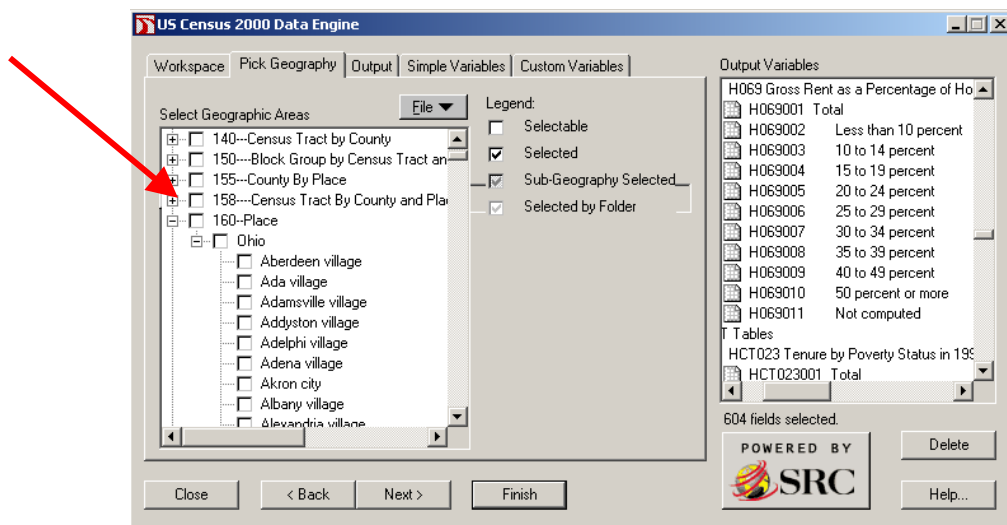 US Census 2000 Data Engine
Workspace
Pick Geography
Output
Simple Variables
Custom Variables
Select Geographic Areas
File
140---Census Tract by County
150---Block Group by Census Tract an
155---County By Place
158---Census Tract By County and Pla
160--Place
Ohio
Aberdeen village
Ada village
Adamsville village
Addyston village
Adelphi village
Adena village
Akron city
Albany village
Alexandria village
Legend:
Selectable
Selected
Sub-Geography Selected
Selected by Folder
Output Variables
H069 Gross Rent as a Percentage of Ho
H069001 Total
H069002 Less than 10 percent
H069003 10 to 14 percent
H069004 15 to 19 percent
H069005 20 to 24 percent
H069006 25 to 29 percent
H069007 30 to 34 percent
H069008 35 to 39 percent
H069009 40 to 49 percent
H069010 50 percent or more
H069011 Not computed
T Tables
HCT023 Tenure by Poverty Status in 199
HCT023001 Total
604 fields selected.
POWERED BY
SRC
Delete
Close
< Back
Next >
Finish
Help...